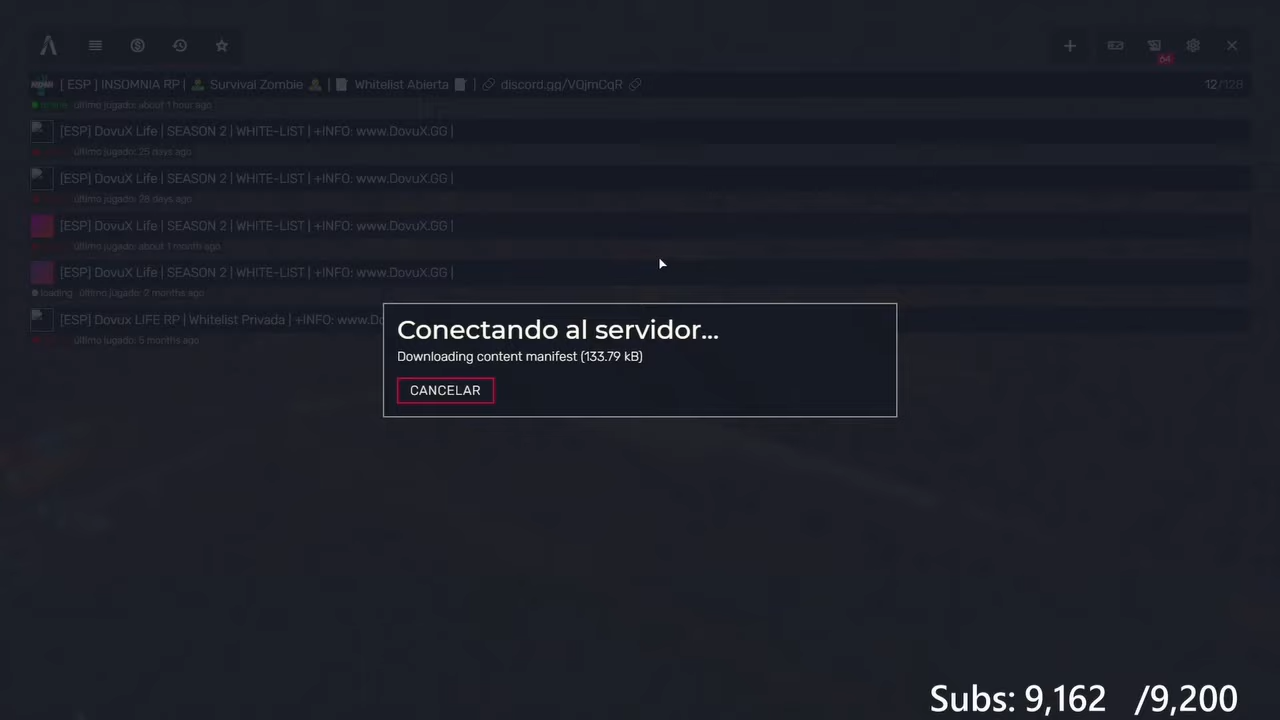 64
[ ESP ] INSOMNIA RP | Survival Zombie | Whitelist Abierta | discord.gg/VQjmCqR 12/128
online último jugado: about 1 hour ago
[ESP] DovuX Life | SEASON 2 | WHITE-LIST | +INFO: www.DovuX.GG |
último jugado: 25 days ago
[ESP] DovuX Life | SEASON 2 | WHITE-LIST | +INFO: www.DovuX.GG |
último jugado: 28 days ago
[ESP] DovuX Life | SEASON 2 | WHITE-LIST | +INFO: www.DovuX.GG |
último jugado: about 1 month ago
[ESP] DovuX Life | SEASON 2 | WHITE-LIST | +INFO: www.DovuX.GG |
loading último jugado: 2 months ago
[ESP] Dovux LIFE RP | Whitelist Privada | +INFO: www.Do
último jugado: 5 months ago
Conectando al servidor...
Downloading content manifest (133.79 kB)
CANCELAR
Subs: 9,162 /9,200